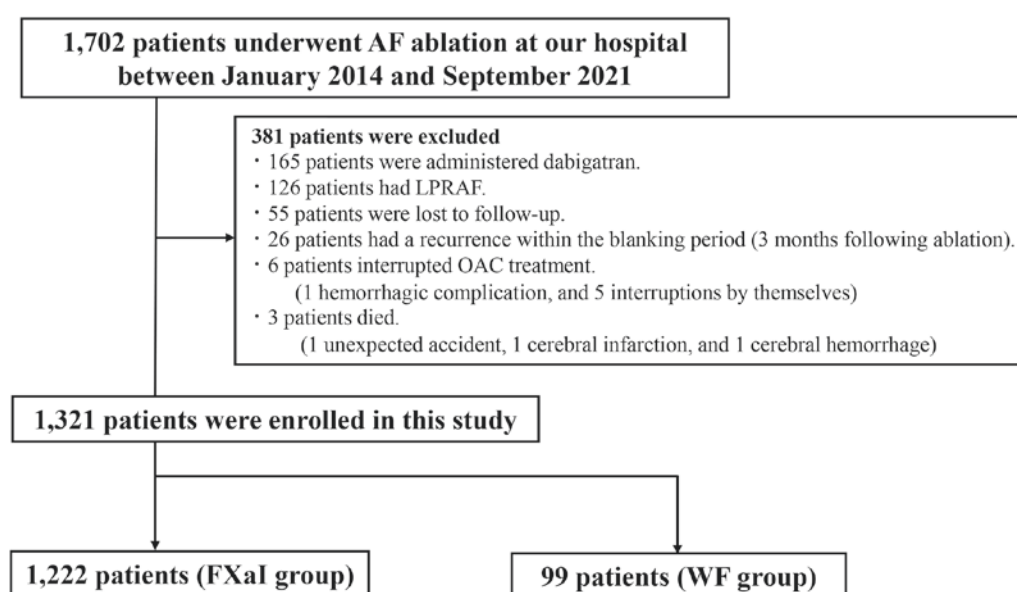 1,702 patients underwent AF ablation at our hospital
between January 2014 and September 2021
381 patients were excluded
・165 patients were administered dabigatran.
・126 patients had LPRAF.
・55 patients were lost to follow-up.
・26 patients had a recurrence within the blanking period (3 months following ablation).
・6 patients interrupted OAC treatment.
(1 hemorrhagic complication, and 5 interruptions by themselves)
・3 patients died.
(1 unexpected accident, 1 cerebral infarction, and 1 cerebral hemorrhage)
1,321 patients were enrolled in this study
1,222 patients (FXaI group)
99 patients (WF group)